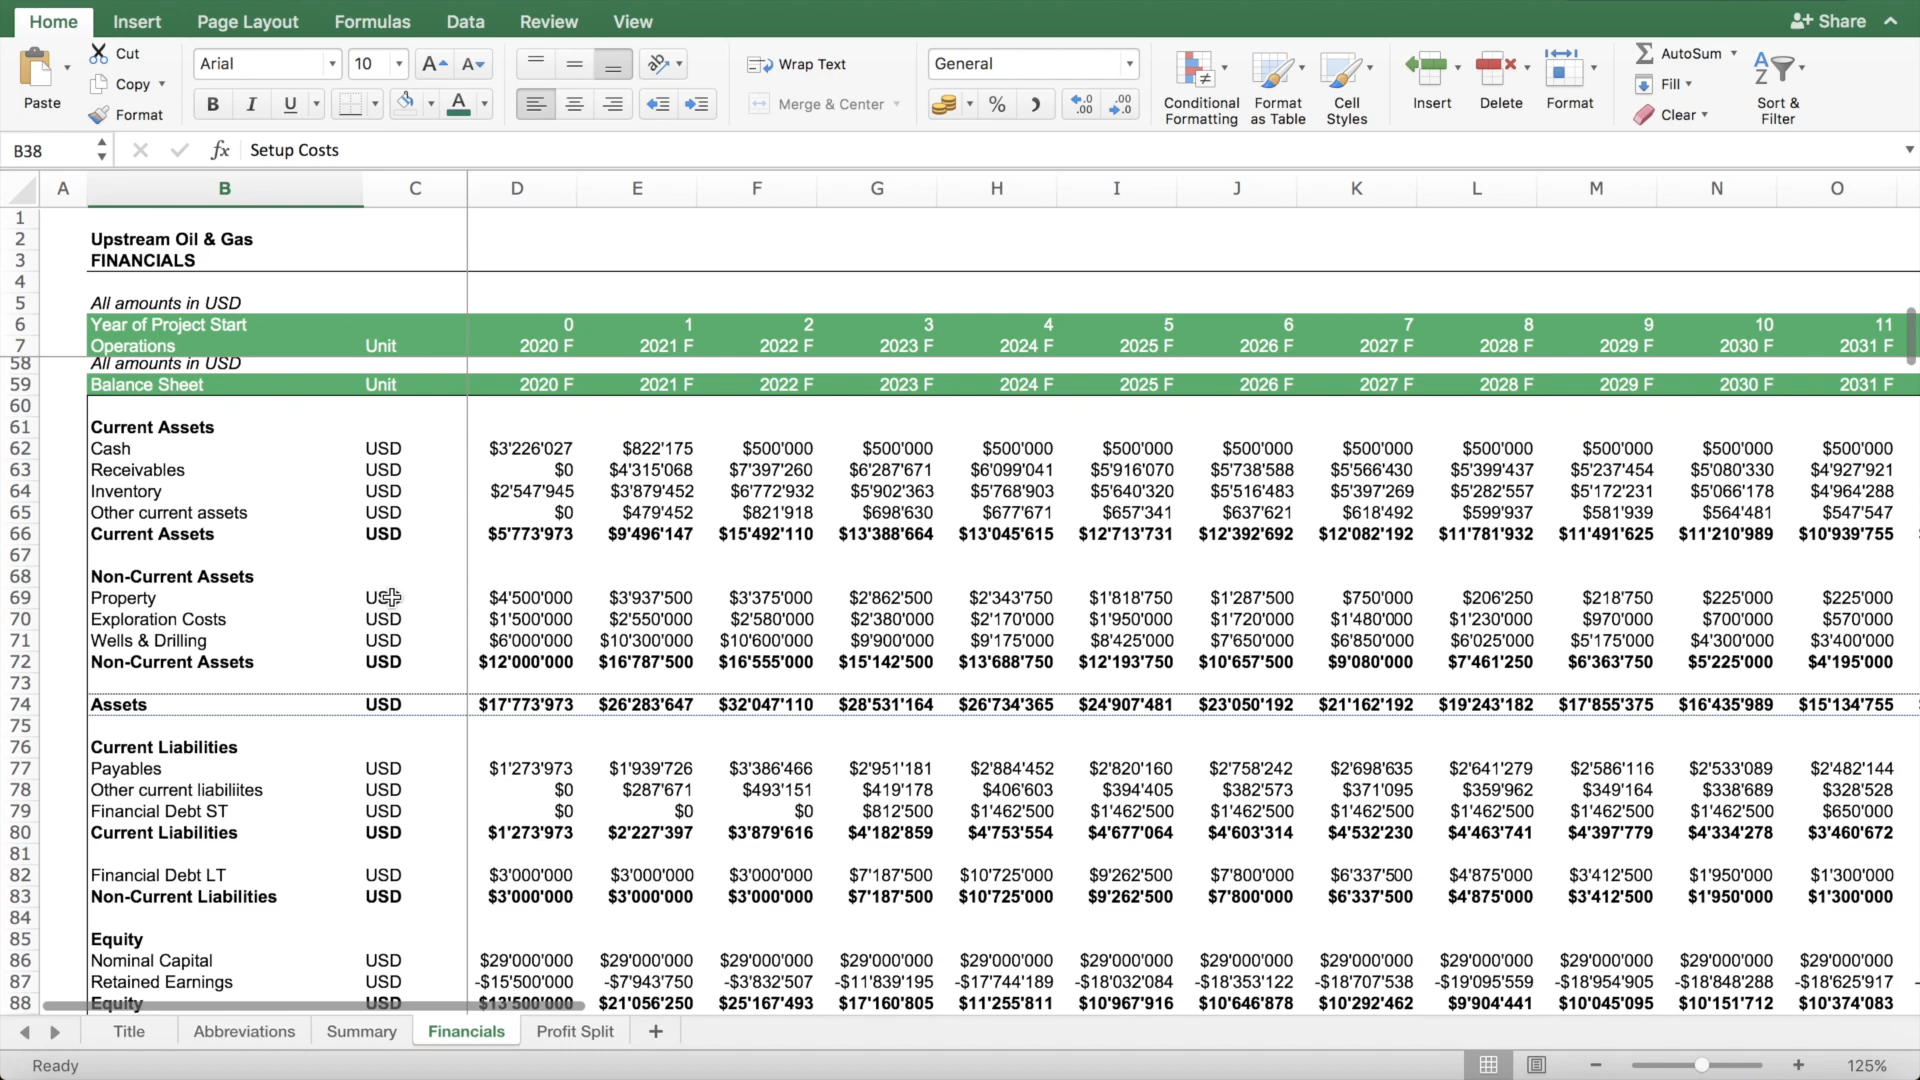 Home Insert Page Layout Formulas Data Review View Share
Paste Cut Copy Format
Arial 10 A A Wrap Text General
B I U A Merge & Center % .0 .00 .00 .0
Conditional Formatting Format as Table Cell Styles Insert Delete Format AutoSum Fill Clear Sort & Filter
B38 fx Setup Costs
A B C D E F G H I J K L M N O
1
2 Upstream Oil & Gas
3 FINANCIALS
4
5 All amounts in USD
6 Year of Project Start 0 1 2 3 4 5 6 7 8 9 10 11
7 Operations Unit 2020 F 2021 F 2022 F 2023 F 2024 F 2025 F 2026 F 2027 F 2028 F 2029 F 2030 F 2031 F
58 All amounts in USD
59 Balance Sheet Unit 2020 F 2021 F 2022 F 2023 F 2024 F 2025 F 2026 F 2027 F 2028 F 2029 F 2030 F 2031 F
60
61 Current Assets
62 Cash USD $3'226'027 $822'175 $500'000 $500'000 $500'000 $500'000 $500'000 $500'000 $500'000 $500'000 $500'000 $500'000
63 Receivables USD $0 $4'315'068 $7'397'260 $6'287'671 $6'099'041 $5'916'070 $5'738'588 $5'566'430 $5'399'437 $5'237'454 $5'080'330 $4'927'921
64 Inventory USD $2'547'945 $3'879'452 $6'772'932 $5'902'363 $5'768'903 $5'640'320 $5'516'483 $5'397'269 $5'282'557 $5'172'231 $5'066'178 $4'964'288
65 Other current assets USD $0 $479'452 $821'918 $698'630 $677'671 $657'341 $637'621 $618'492 $599'937 $581'939 $564'481 $547'547
66 Current Assets USD $5'773'973 $9'496'147 $15'492'110 $13'388'664 $13'045'615 $12'713'731 $12'392'692 $12'082'192 $11'781'932 $11'491'625 $11'210'989 $10'939'755
67
68 Non-Current Assets
69 Property USD $4'500'000 $3'937'500 $3'375'000 $2'862'500 $2'343'750 $1'818'750 $1'287'500 $750'000 $206'250 $218'750 $225'000 $225'000
70 Exploration Costs USD $1'500'000 $2'550'000 $2'580'000 $2'380'000 $2'170'000 $1'950'000 $1'720'000 $1'480'000 $1'230'000 $970'000 $700'000 $570'000
71 Wells & Drilling USD $6'000'000 $10'300'000 $10'600'000 $9'900'000 $9'175'000 $8'425'000 $7'650'000 $6'850'000 $6'025'000 $5'175'000 $4'300'000 $3'400'000
72 Non-Current Assets USD $12'000'000 $16'787'500 $16'555'000 $15'142'500 $13'688'750 $12'193'750 $10'657'500 $9'080'000 $7'461'250 $6'363'750 $5'225'000 $4'195'000
73
74 Assets USD $17'773'973 $26'283'647 $32'047'110 $28'531'164 $26'734'365 $24'907'481 $23'050'192 $21'162'192 $19'243'182 $17'855'375 $16'435'989 $15'134'755
75
76 Current Liabilities
77 Payables USD $1'273'973 $1'939'726 $3'386'466 $2'951'181 $2'884'452 $2'820'160 $2'758'242 $2'698'635 $2'641'279 $2'586'116 $2'533'089 $2'482'144
78 Other current liabiliites USD $0 $287'671 $493'151 $419'178 $406'603 $394'405 $382'573 $371'095 $359'962 $349'164 $338'689 $328'528
79 Financial Debt ST USD $0 $0 $0 $812'500 $1'462'500 $1'462'500 $1'462'500 $1'462'500 $1'462'500 $1'462'500 $1'462'500 $650'000
80 Current Liabilities USD $1'273'973 $2'227'397 $3'879'616 $4'182'859 $4'753'554 $4'677'064 $4'603'314 $4'532'230 $4'463'741 $4'397'779 $4'334'278 $3'460'672
81
82 Financial Debt LT USD $3'000'000 $3'000'000 $3'000'000 $7'187'500 $10'725'000 $9'262'500 $7'800'000 $6'337'500 $4'875'000 $3'412'500 $1'950'000 $1'300'000
83 Non-Current Liabilities USD $3'000'000 $3'000'000 $3'000'000 $7'187'500 $10'725'000 $9'262'500 $7'800'000 $6'337'500 $4'875'000 $3'412'500 $1'950'000 $1'300'000
84
85 Equity
86 Nominal Capital USD $29'000'000 $29'000'000 $29'000'000 $29'000'000 $29'000'000 $29'000'000 $29'000'000 $29'000'000 $29'000'000 $29'000'000 $29'000'000 $29'000'000
87 Retained Earnings USD -$15'500'000 -$7'943'750 -$3'832'507 -$11'839'195 -$17'744'189 -$18'032'084 -$18'353'122 -$18'707'538 -$19'095'559 -$18'954'905 -$18'848'288 -$18'625'917
88 Equity USD $13'500'000 $21'056'250 $25'167'493 $17'160'805 $11'255'811 $10'967'916 $10'646'878 $10'292'462 $9'904'441 $10'045'095 $10'151'712 $10'374'083
Title Abbreviations Summary Financials Profit Split +
Ready 125%